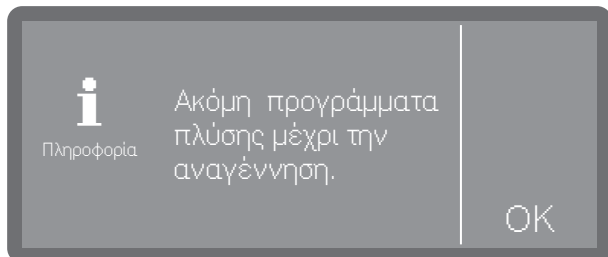 Πληροφορία
Ακόμη προγράμματα
πλύσης μέχρι την
αναγέννηση.
OK